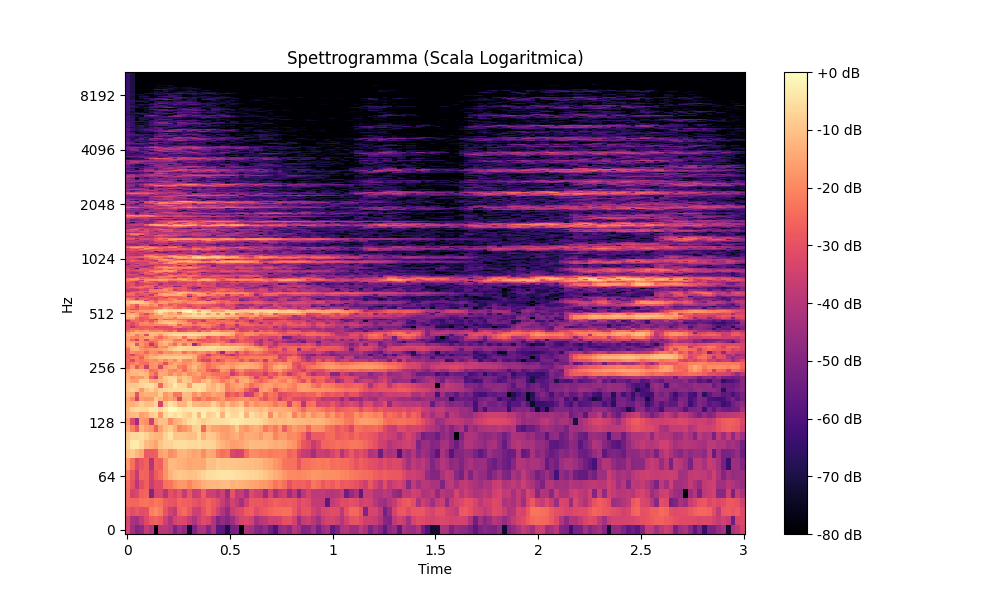 Spettrogramma (Scala Logaritmica)
Hz
8192
4096
2048
1024
512
256
128
64
0
0 0.5 1 1.5 2 2.5 3
Time
+0 dB
-10 dB
-20 dB
-30 dB
-40 dB
-50 dB
-60 dB
-70 dB
-80 dB